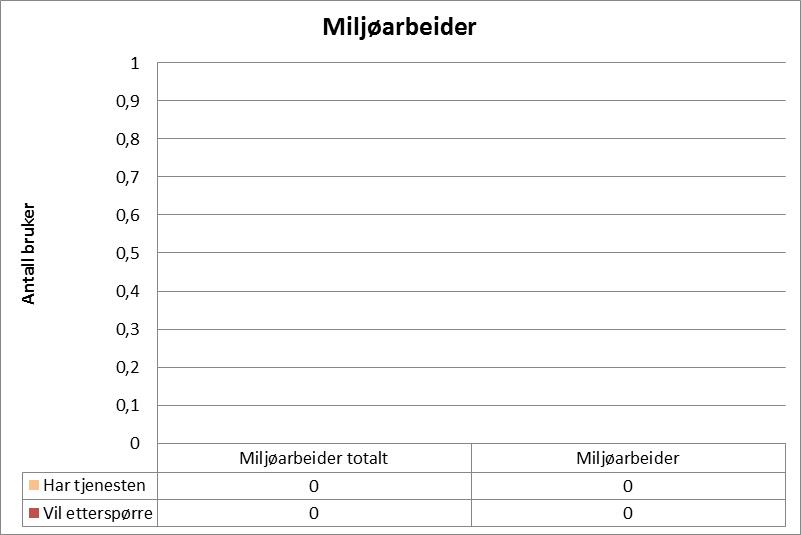 Miljøarbeider
Antall bruker
1
0,9
0,8
0,7
0,6
0,5
0,4
0,3
0,2
0,1
0
Miljøarbeider totalt Miljøarbeider
Har tjenesten 0 0
Vil etterspørre 0 0